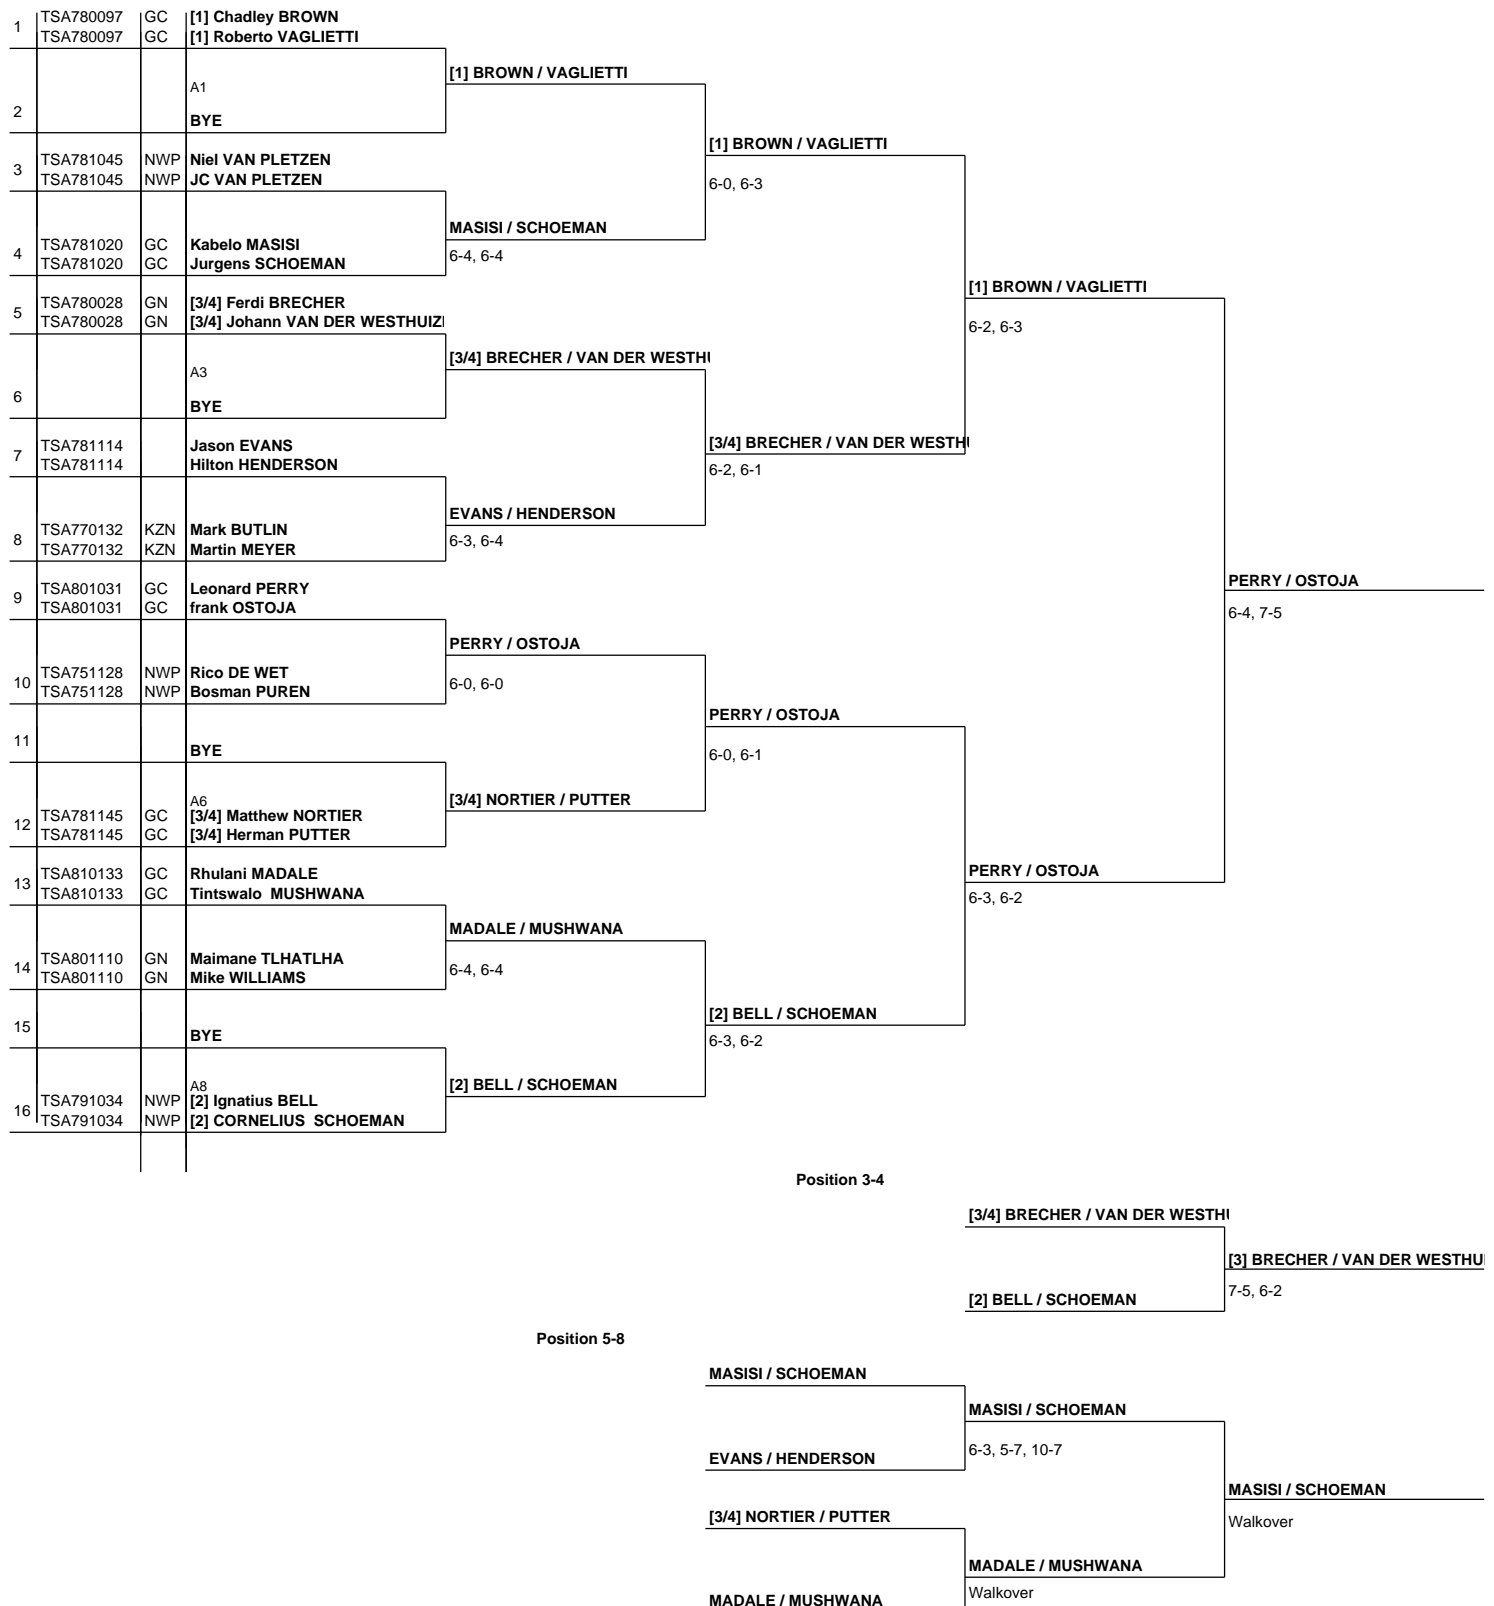 1 TSA780097 GC [1] Chadley BROWN
TSA780097 GC [1] Roberto VAGLIETTI
[1] BROWN / VAGLIETTI
A1
2 BYE
[1] BROWN / VAGLIETTI
6-0, 6-3
3 TSA781045 NWP Niel VAN PLETZEN
TSA781045 NWP JC VAN PLETZEN
MASISI / SCHOEMAN
6-4, 6-4
4 TSA781020 GC Kabelo MASISI
TSA781020 GC Jurgens SCHOEMAN
[1] BROWN / VAGLIETTI
6-2, 6-3
5 TSA780028 GN [3/4] Ferdi BRECHER
TSA780028 GN [3/4] Johann VAN DER WESTHUIZ
[3/4] BRECHER / VAN DER WESTHU
A3
6 BYE
[3/4] BRECHER / VAN DER WESTHU
6-2, 6-1
7 TSA781114 Jason EVANS
TSA781114 Hilton HENDERSON
EVANS / HENDERSON
6-3, 6-4
8 TSA770132 KZN Mark BUTLIN
TSA770132 KZN Martin MEYER
PERRY / OSTOJA
6-4, 7-5
9 TSA801031 GC Leonard PERRY
TSA801031 GC frank OSTOJA
PERRY / OSTOJA
6-0, 6-0
10 TSA751128 NWP Rico DE WET
TSA751128 NWP Bosman PUREN
PERRY / OSTOJA
6-0, 6-1
11 BYE
[3/4] NORTIER / PUTTER
A6
12 TSA781145 GC [3/4] Matthew NORTIER
TSA781145 GC [3/4] Herman PUTTER
PERRY / OSTOJA
6-3, 6-2
13 TSA810133 GC Rhulani MADALE
TSA810133 GC Tintswalo  MUSHWANA
MADALE / MUSHWANA
6-4, 6-4
14 TSA801110 GN Maimane TLHATLHA
TSA801110 GN Mike WILLIAMS
[2] BELL / SCHOEMAN
6-3, 6-2
15 BYE
[2] BELL / SCHOEMAN
A8
16 TSA791034 NWP [2] Ignatius BELL
TSA791034 NWP [2] CORNELIUS  SCHOEMAN
Position 3-4
[3/4] BRECHER / VAN DER WESTHU
[3] BRECHER / VAN DER WESTHU
7-5, 6-2
[2] BELL / SCHOEMAN
Position 5-8
MASISI / SCHOEMAN
MASISI / SCHOEMAN
6-3, 5-7, 10-7
EVANS / HENDERSON
MASISI / SCHOEMAN
Walkover
[3/4] NORTIER / PUTTER
MADALE / MUSHWANA
Walkover
MADALE / MUSHWANA